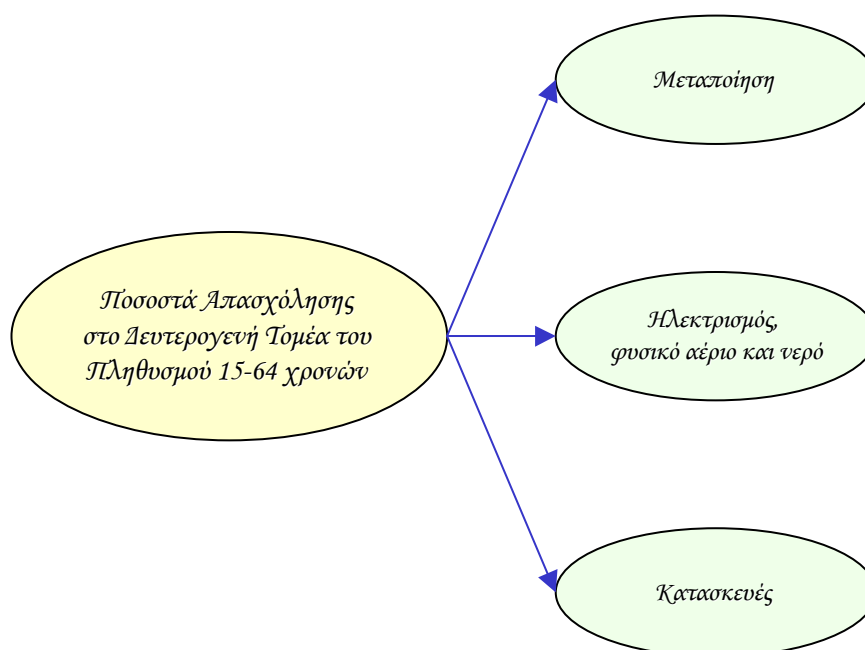 Ποσοστά Απασχόλησης
στο Δευτερογενή Τομέα του
Πληθυσμού 15-64 χρονών
Μεταποίηση
Ηλεκτρισμός,
φυσικό αέριο και νερό
Κατασκευές